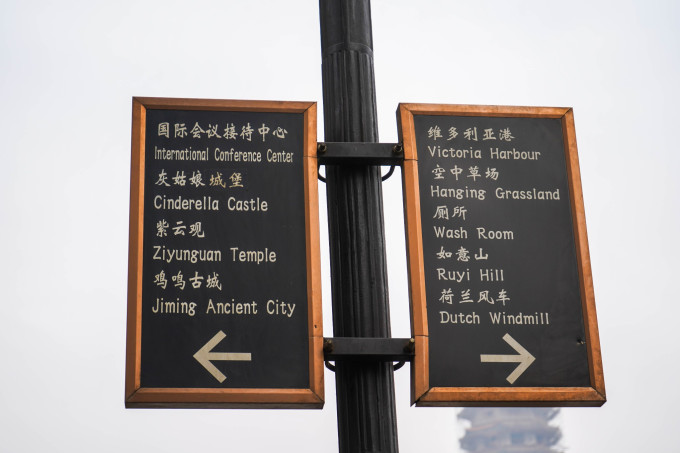 国际会议接待中心
International Conference Center
灰姑娘城堡
Cinderella Castle
紫云观
Ziyunguan Temple
鸡鸣古城
Jiming Ancient City
维多利亚港
Victoria Harbour
空中草场
Hanging Grassland
厕所
Wash Room
如意山
Ruyi Hill
荷兰风车
Dutch Windmill